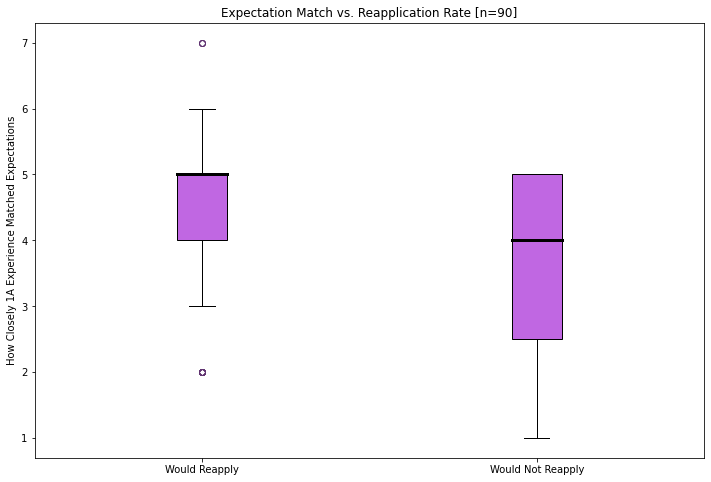 Expectation Match vs. Reapplication Rate [n=90]
How Closely 1A Experience Matched Expectations
7
6
5
4
3
2
1
Would Reapply
Would Not Reapply